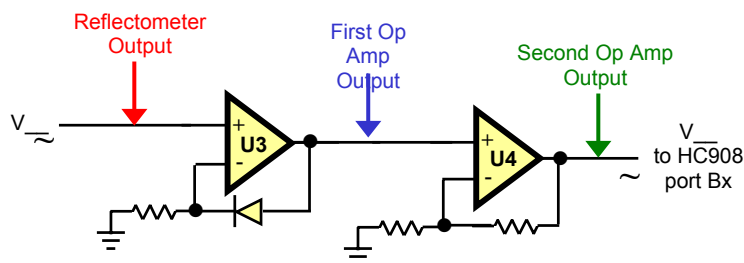 Reflectometer
Output
First Op
Amp
Output
Second Op Amp
Output
V
~
+
U3
-
+
U4
-
V
~
to HC908
port Bx